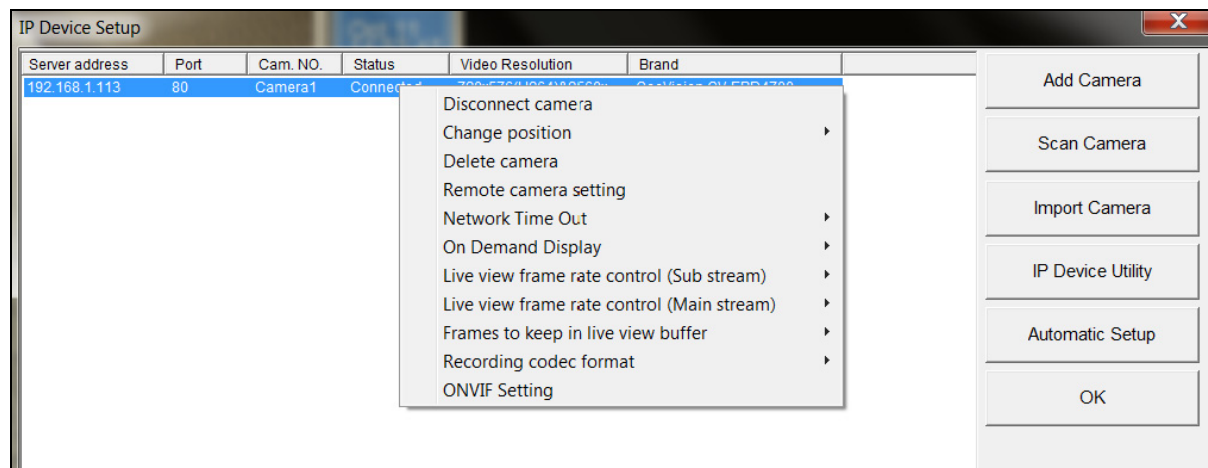 IP Device Setup
Server address Port Cam. NO. Status Video Resolution Brand
192.168.1.113 80 Camera1
Disconnect camera
Change position
Delete camera
Remote camera setting
Network Time Out
On Demand Display
Live view frame rate control (Sub stream)
Live view frame rate control (Main stream)
Frames to keep in live view buffer
Recording codec format
ONVIF Setting
Add Camera
Scan Camera
Import Camera
IP Device Utility
Automatic Setup
OK